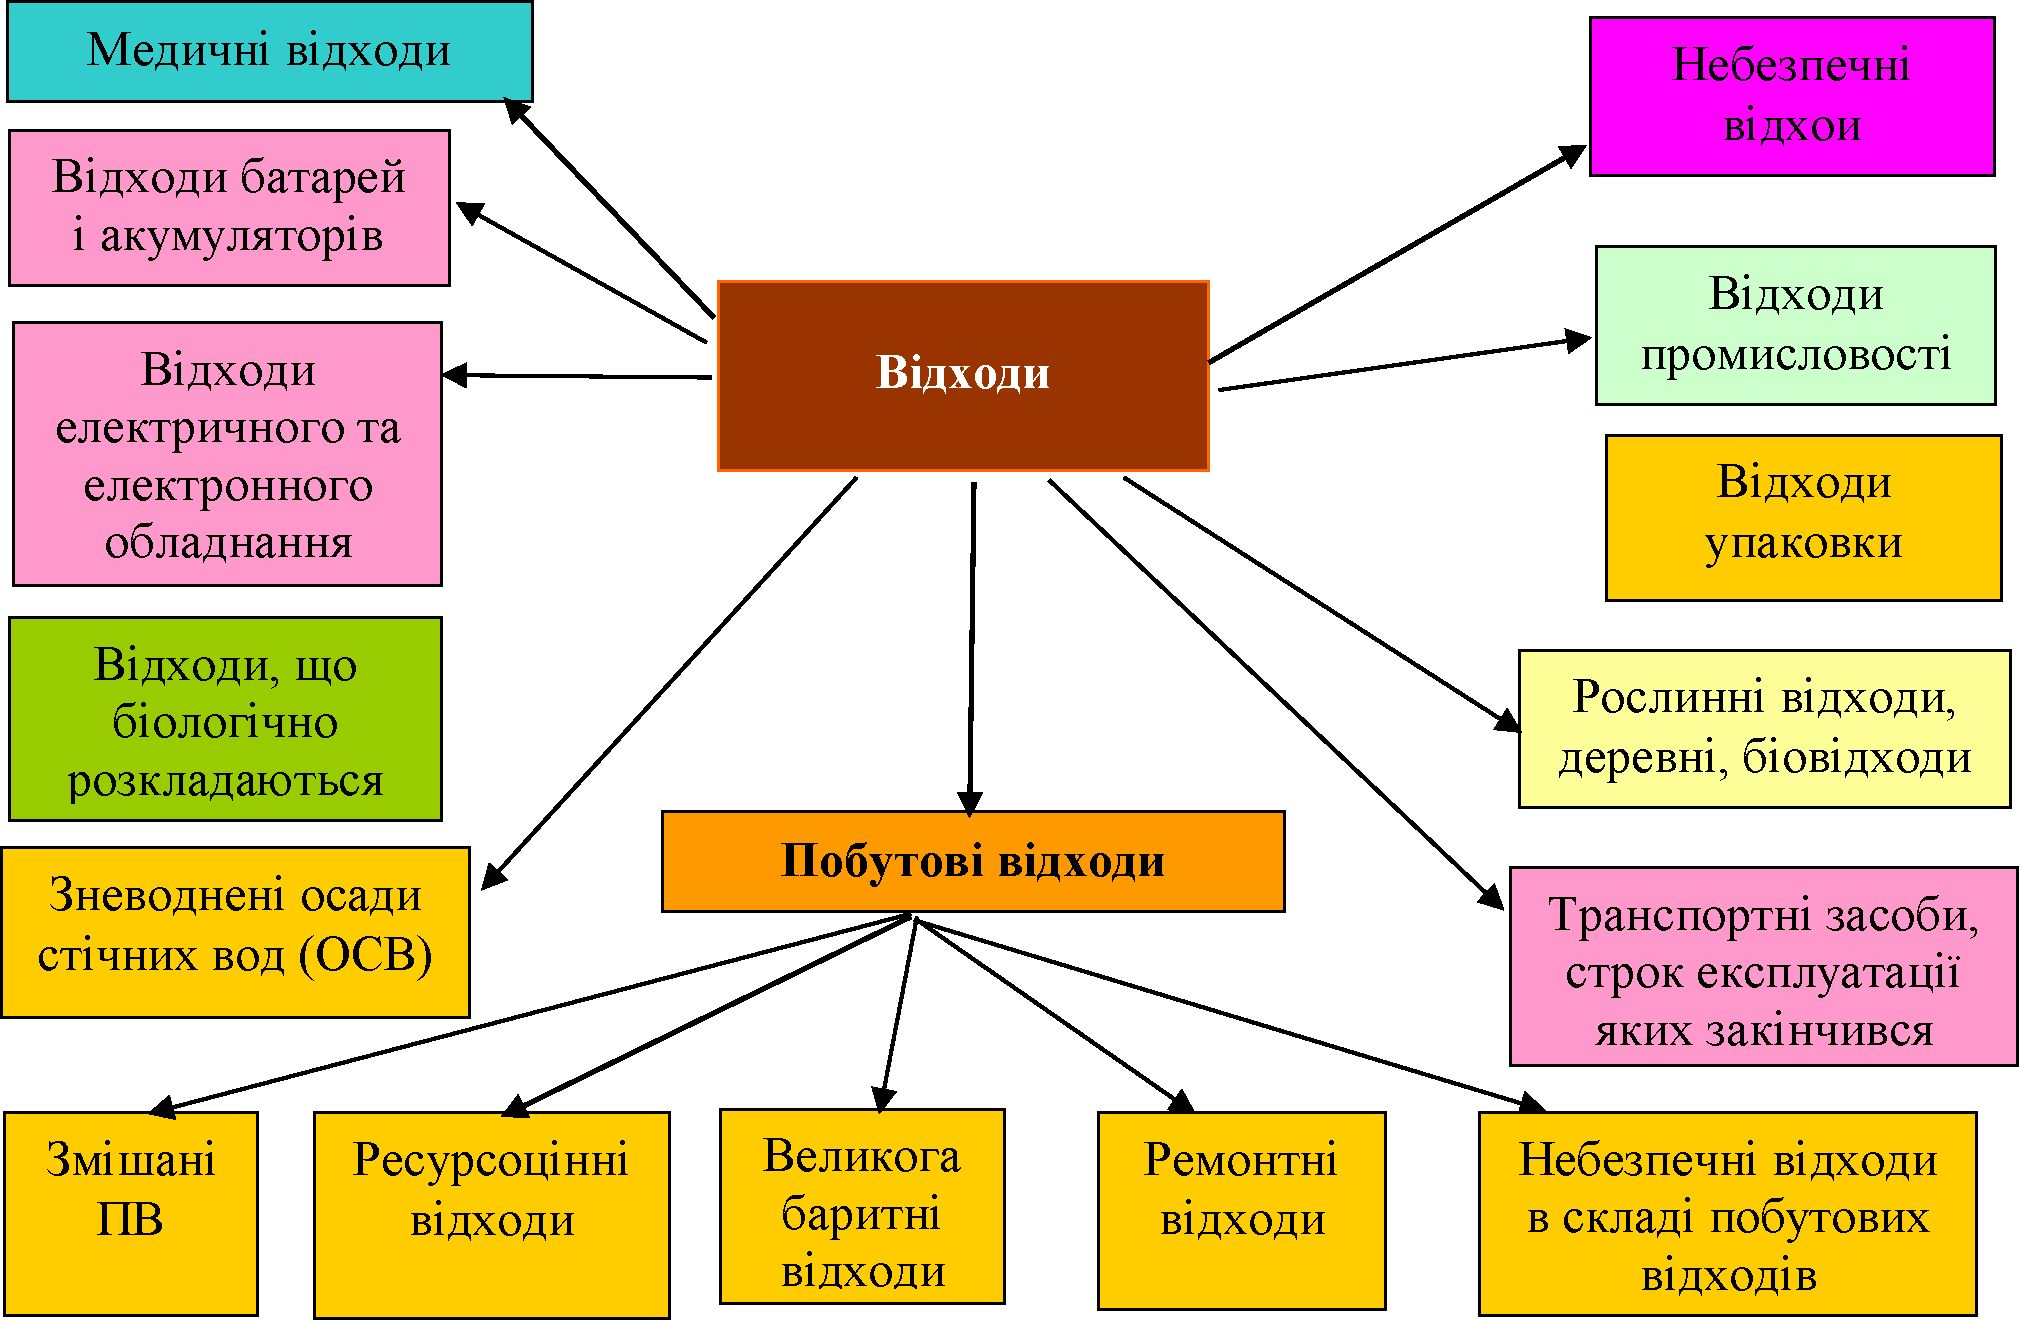 Медичні відходи
Небезпечні
відхои
Відходи батарей
і акумуляторів
Відходи
промисловості
Відходи
Відходи
електричного та
електронного
обладнання
Відходи
упаковки
Відходи, що
біологічно
розкладаються
Рослинні відходи,
деревні, біовідходи
Побутові відходи
Зневоднені осади
стічних вод (ОСВ)
Транспортні засоби,
строк експлуатації
яких закінчився
Змішані
ПВ
Ресурсоцінні
відходи
Великога
баритні
відходи
Ремонтні
відходи
Небезпечні відходи
в складі побутових
відходів